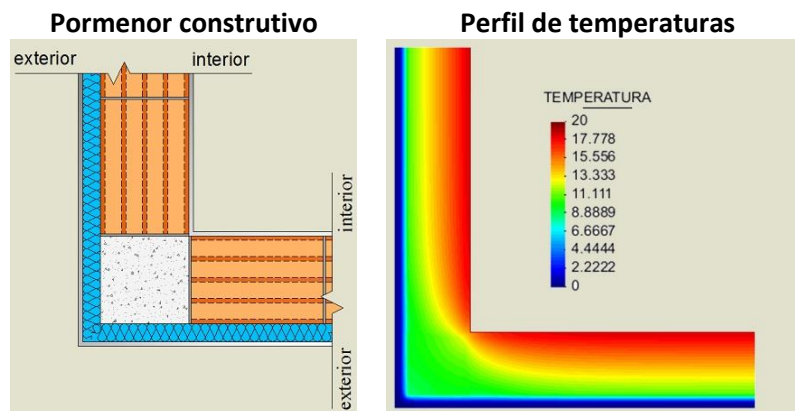 Pormenor construtivo
exterior
interior
interior
exterior
Perfil de temperaturas
TEMPERATURA
20
17.778
15.556
13.333
11.111
8.8889
6.6667
4.4444
2.2222
0